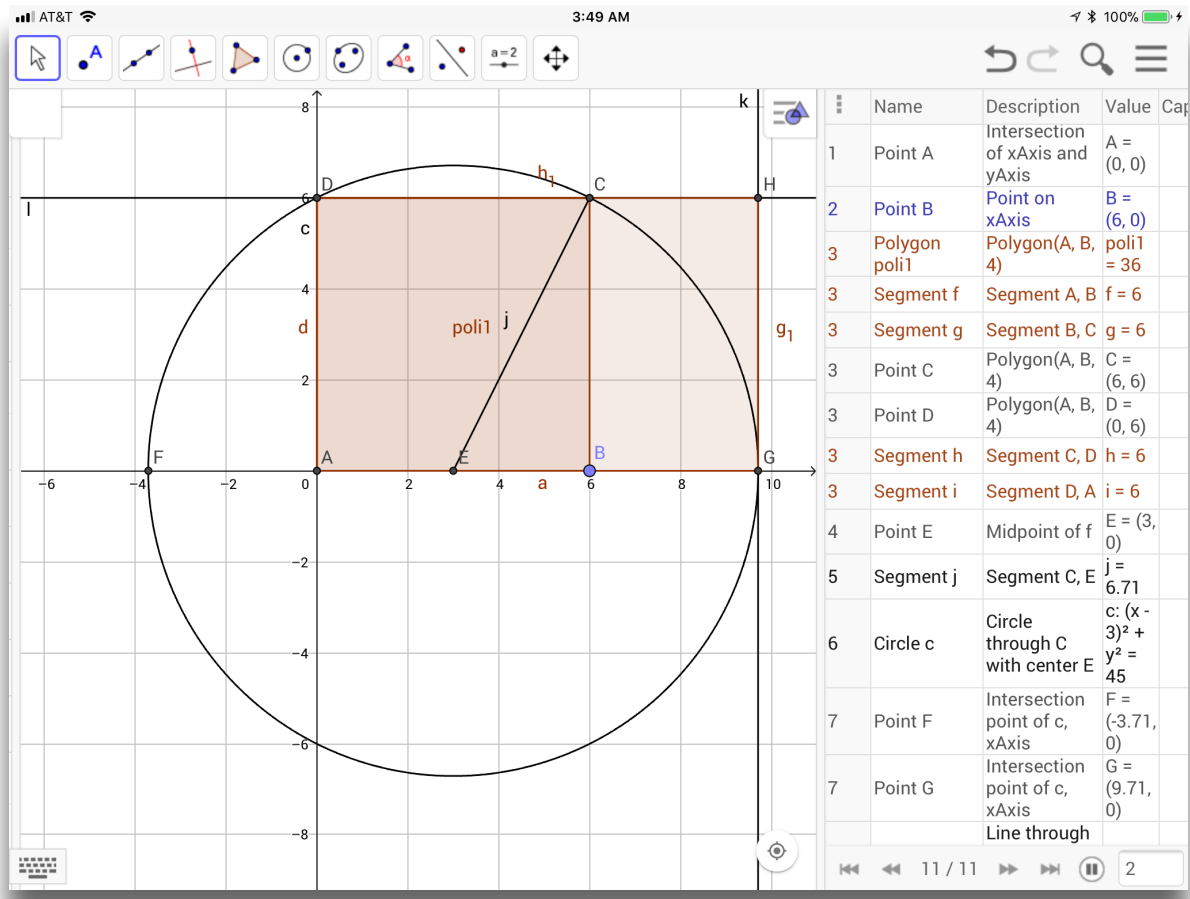 AT&T 3:49 AM 100%
A α a = 2
8 k
D h₁ C H
6
l c
4
d poli1 j g₁
2
F A E B G
−6 −4 −2 0 2 4 a 6 8 10
−2
−4
−6
−8
Name Description Value Cap
1 Point A Intersection of xAxis and yAxis A = (0, 0)
2 Point B Point on xAxis B = (6, 0)
3 Polygon poli1 Polygon(A, B, 4) poli1 = 36
3 Segment f Segment A, B f = 6
3 Segment g Segment B, C g = 6
3 Point C Polygon(A, B, 4) C = (6, 6)
3 Point D Polygon(A, B, 4) D = (0, 6)
3 Segment h Segment C, D h = 6
3 Segment i Segment D, A i = 6
4 Point E Midpoint of f E = (3, 0)
5 Segment j Segment C, E j = 6.71
6 Circle c Circle through C with center E c: (x - 3)² + y² = 45
7 Point F Intersection point of c, xAxis F = (-3.71, 0)
7 Point G Intersection point of c, xAxis G = (9.71, 0)
Line through
11 / 11 2